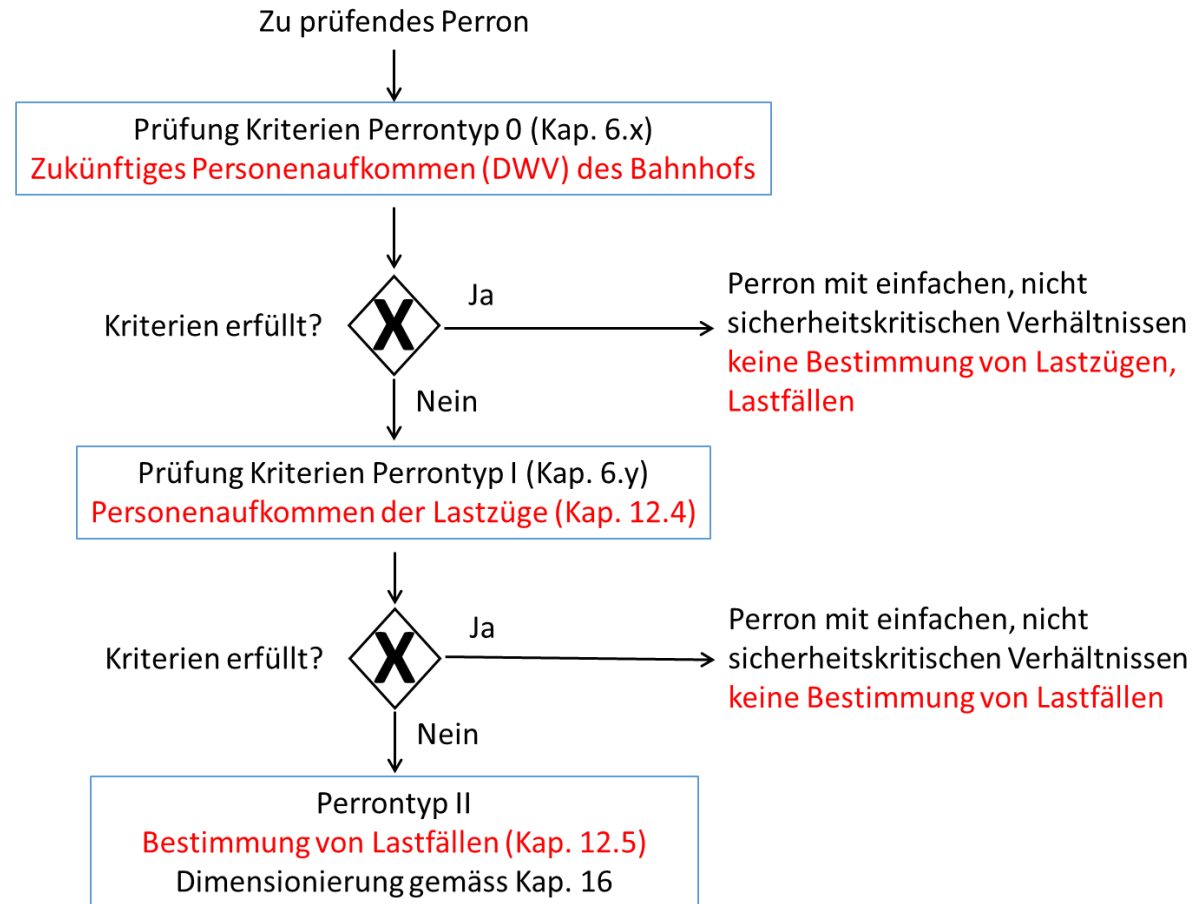 Zu prüfendes Perron
Prüfung Kriterien Perrontyp 0 (Kap. 6.x)
Zukünftiges Personenaufkommen (DWV) des Bahnhofs
Kriterien erfüllt?
X
Ja
Perron mit einfachen, nicht
sicherheitskritischen Verhältnissen
keine Bestimmung von Lastzügen,
Lastfällen
Nein
Prüfung Kriterien Perrontyp I (Kap. 6.y)
Personenaufkommen der Lastzüge (Kap. 12.4)
Kriterien erfüllt?
X
Ja
Perron mit einfachen, nicht
sicherheitskritischen Verhältnissen
keine Bestimmung von Lastfällen
Nein
Perrontyp II
Bestimmung von Lastfällen (Kap. 12.5)
Dimensionierung gemäss Kap. 16